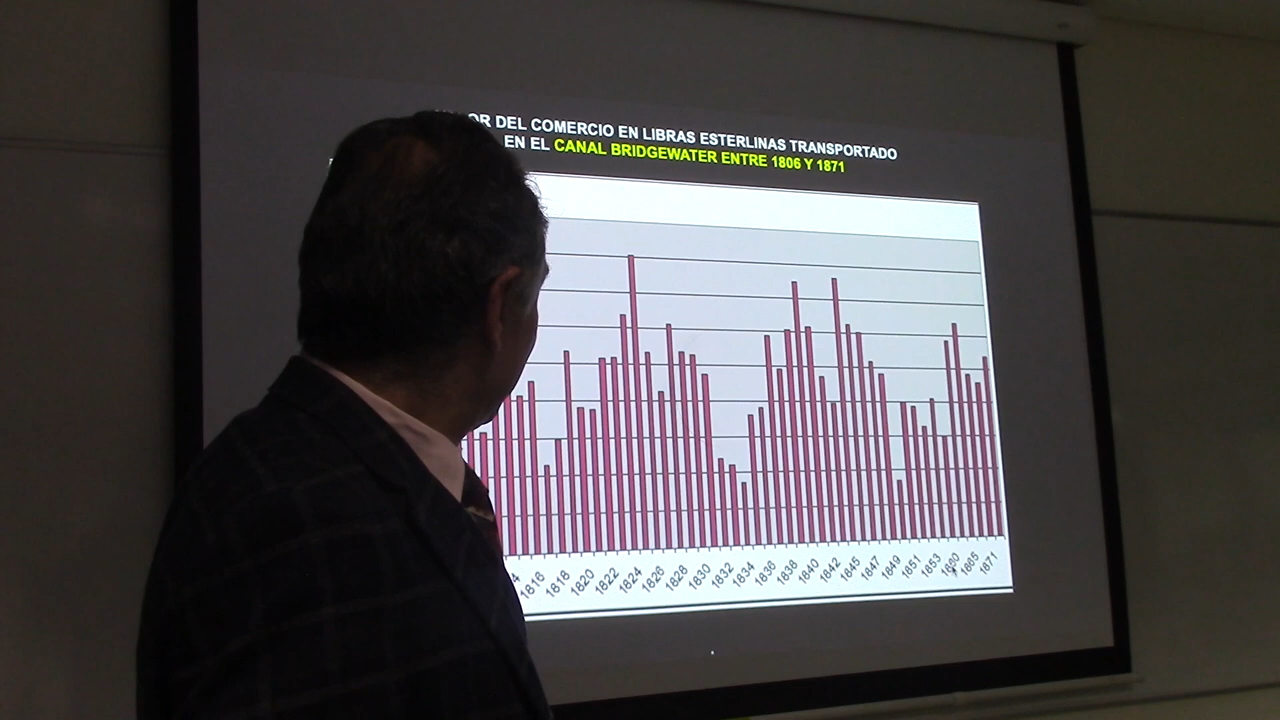 OR DEL COMERCIO EN LIBRAS ESTERLINAS TRANSPORTADO
EN EL CANAL BRIDGEWATER ENTRE 1806 Y 1871
4 1816 1818 1820 1822 1824 1826 1828 1830 1832 1834 1836 1838 1840 1842 1845 1847 1849 1851 1853 1860 1865 1871